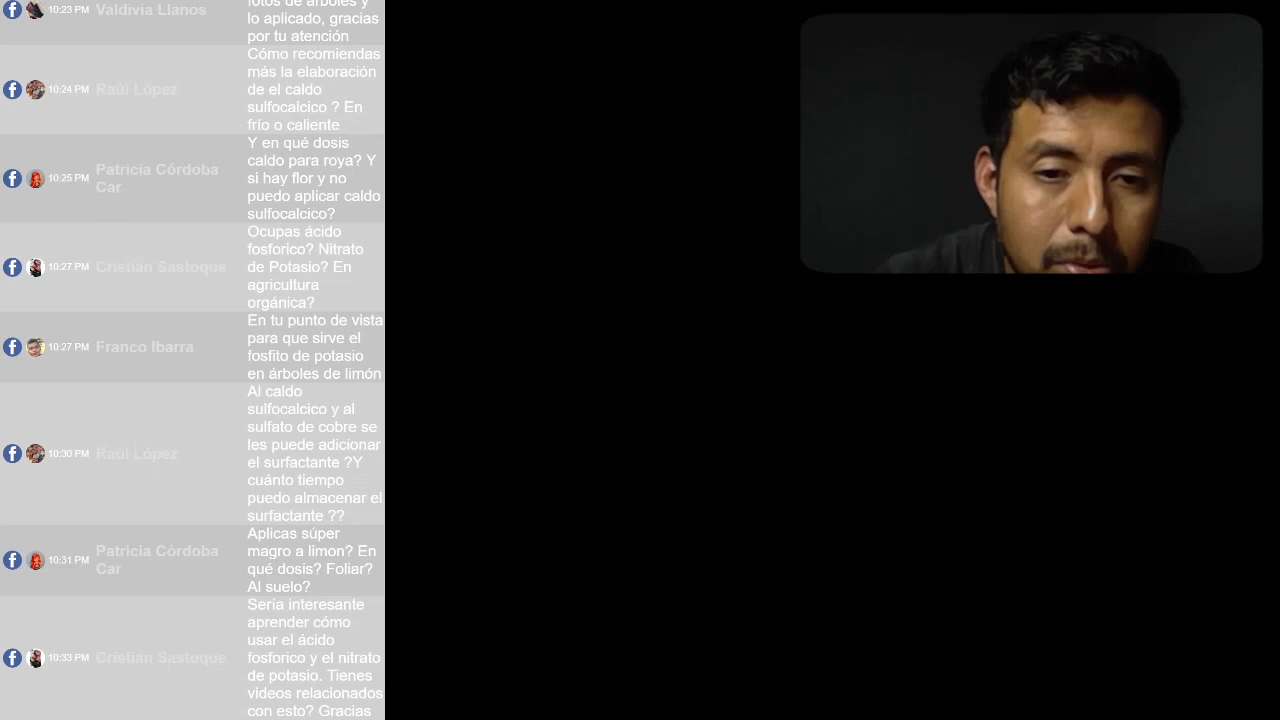 10:23 PM Valdivia Llanos
fotos de árboles y
lo aplicado, gracias
por tu atención
10:24 PM Raúl López
Cómo recomiendas
más la elaboración
de el caldo
sulfocalcico ? En
frío o caliente
10:25 PM Patricia Córdoba
Car
Y en qué dosis
caldo para roya? Y
si hay flor y no
puedo aplicar caldo
sulfocalcico?
10:27 PM Cristian Sastoque
Ocupas ácido
fosforico? Nitrato
de Potasio? En
agricultura
orgánica?
10:27 PM Franco Ibarra
En tu punto de vista
para que sirve el
fosfito de potasio
en árboles de limón
10:30 PM Raúl López
Al caldo
sulfocalcico y al
sulfato de cobre se
les puede adicionar
el surfactante ?Y
cuánto tiempo
puedo almacenar el
surfactante ??
10:31 PM Patricia Córdoba
Car
Aplicas súper
magro a limon? En
qué dosis? Foliar?
Al suelo?
10:33 PM Cristian Sastoque
Sería interesante
aprender cómo
usar el ácido
fosforico y el nitrato
de potasio. Tienes
videos relacionados
con esto? Gracias